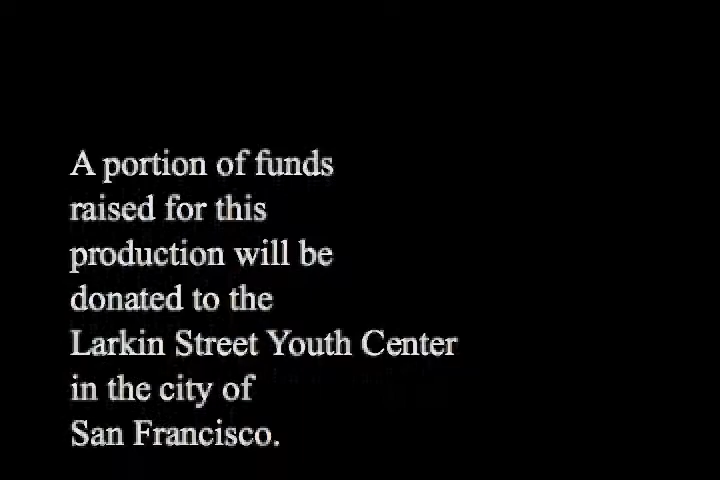 A portion of funds
raised for this
production will be
donated to the
Larkin Street Youth Center
in the city of
San Francisco.